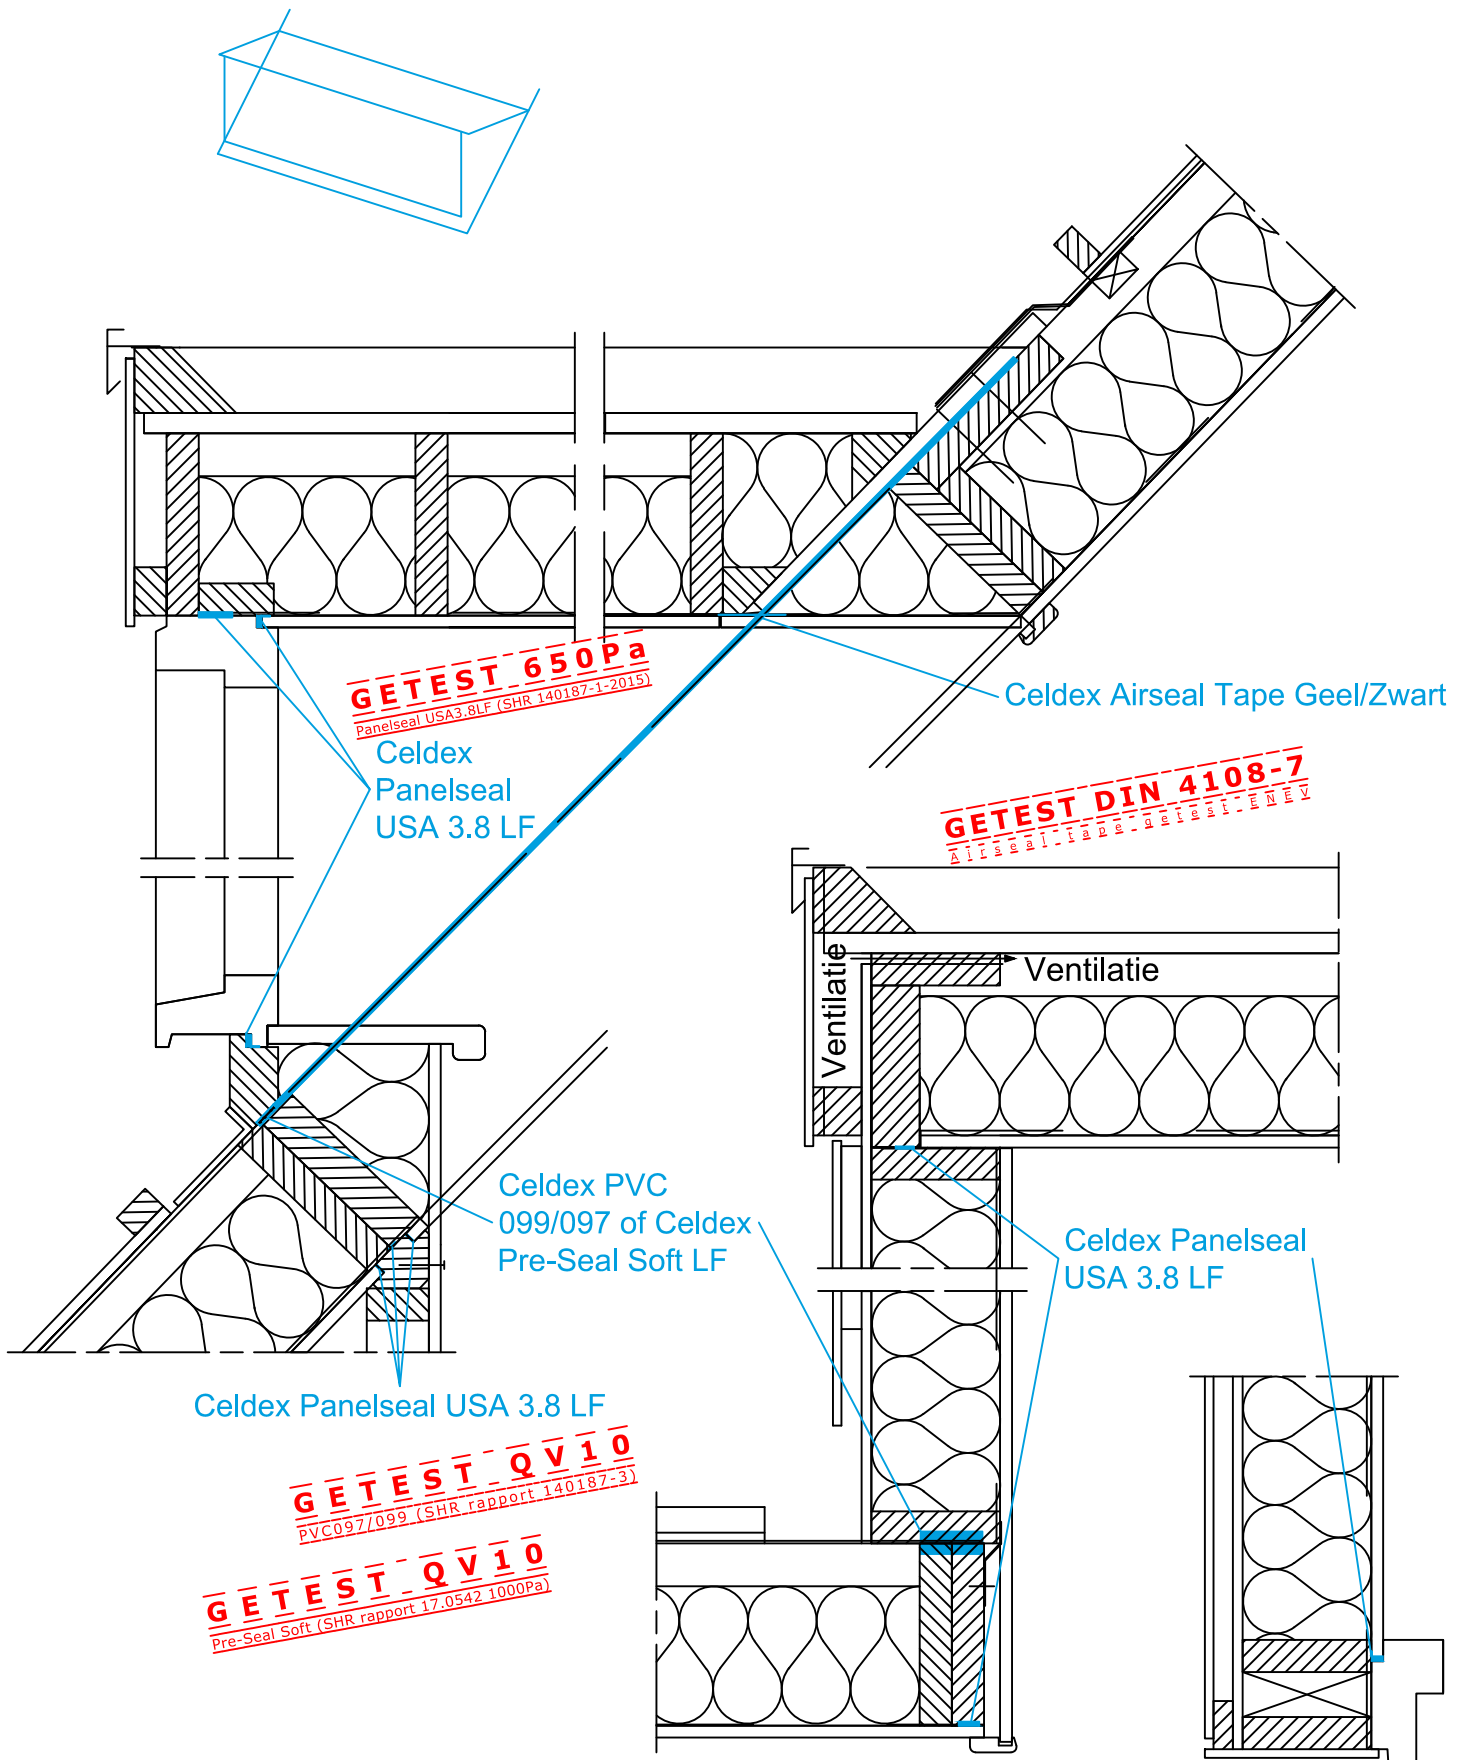 GETEST 650Pa
Panelseal USA3.8LF (SHR 140187-1-2015)
Celdex Airseal Tape Geel/Zwart
Celdex
Panelseal
USA 3.8 LF
GETEST DIN 4108-7
Airseal tape getest ENEV
Ventilatie
Ventilatie
Celdex PVC
099/097 of Celdex
Pre-Seal Soft LF
Celdex Panelseal
USA 3.8 LF
Celdex Panelseal USA 3.8 LF
GETEST QV10
PVC097/099 (SHR rapport 140187-3)
GETEST QV10
Pre-Seal Soft (SHR rapport 17.0542 1000Pa)